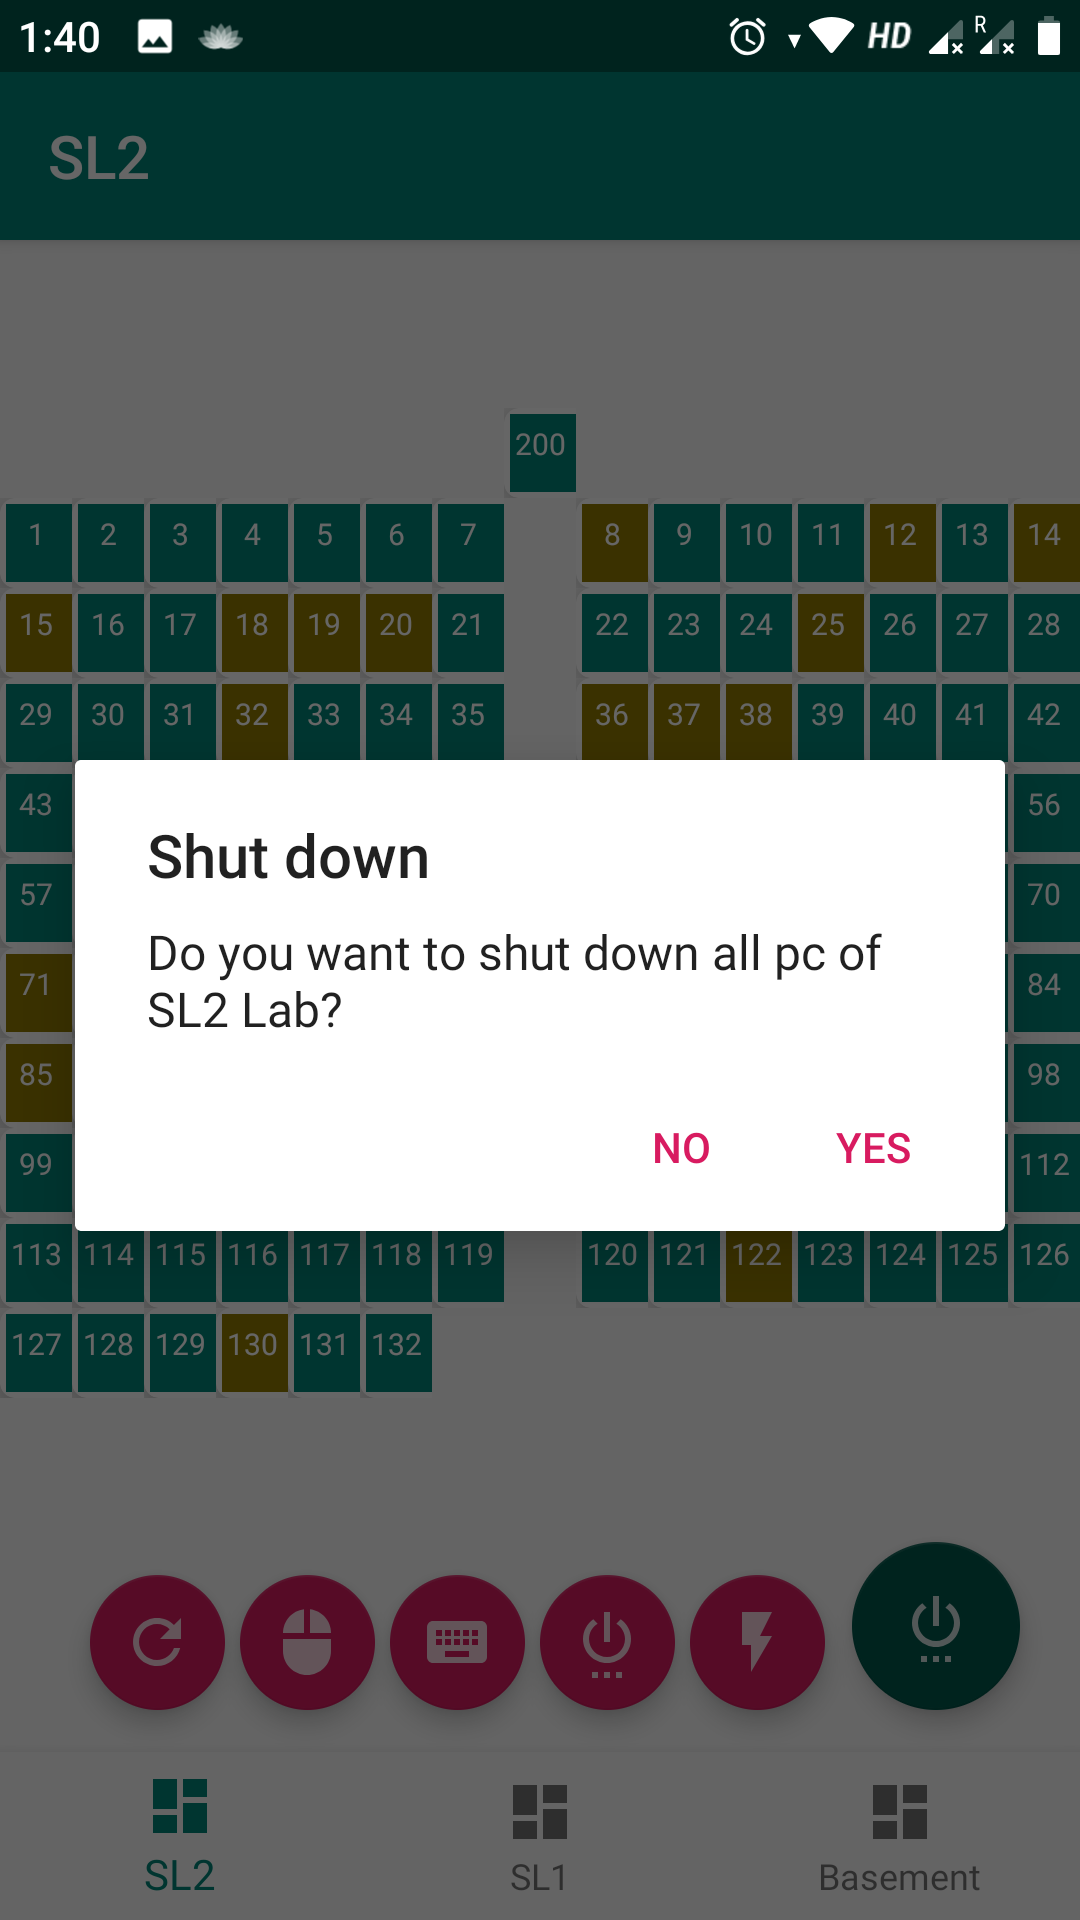 1:40 HD R
SL2
200
1 2 3 4 5 6 7 8 9 10 11 12 13 14
15 16 17 18 19 20 21 22 23 24 25 26 27 28
29 30 31 32 33 34 35 36 37 38 39 40 41 42
43 56
57 70
71 84
85 98
99 112
Shut down
Do you want to shut down all pc of
SL2 Lab?
NO YES
113 114 115 116 117 118 119 120 121 122 123 124 125 126
127 128 129 130 131 132
SL2 SL1 Basement